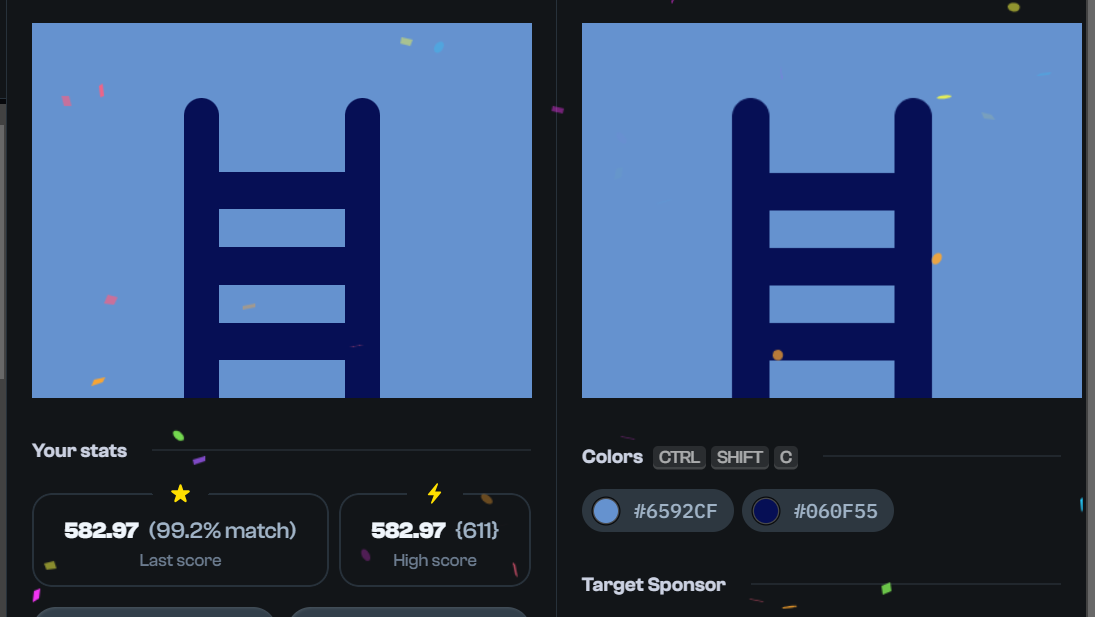 Your stats
582.97 (99.2% match)
Last score
582.97 {611}
High score
Colors CTRL SHIFT C
#6592CF
#060F55
Target Sponsor